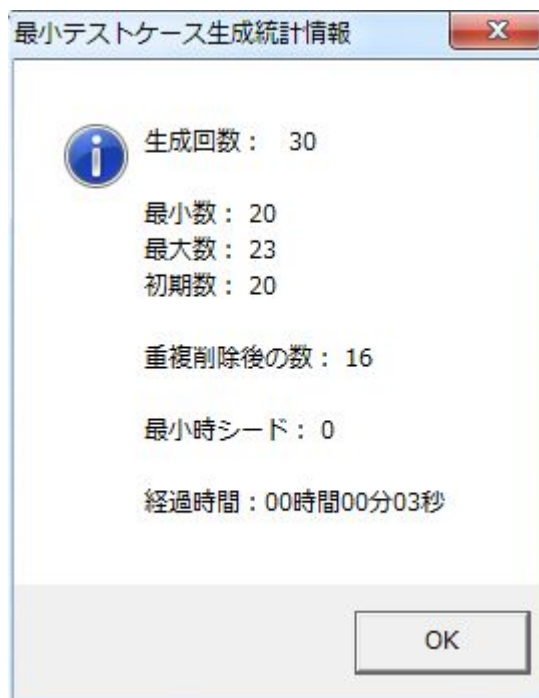 最小テストケース生成統計情報
生成回数： 30
最小数： 20
最大数： 23
初期数： 20
重複削除後の数： 16
最小時シード： 0
経過時間：00時間00分03秒
OK